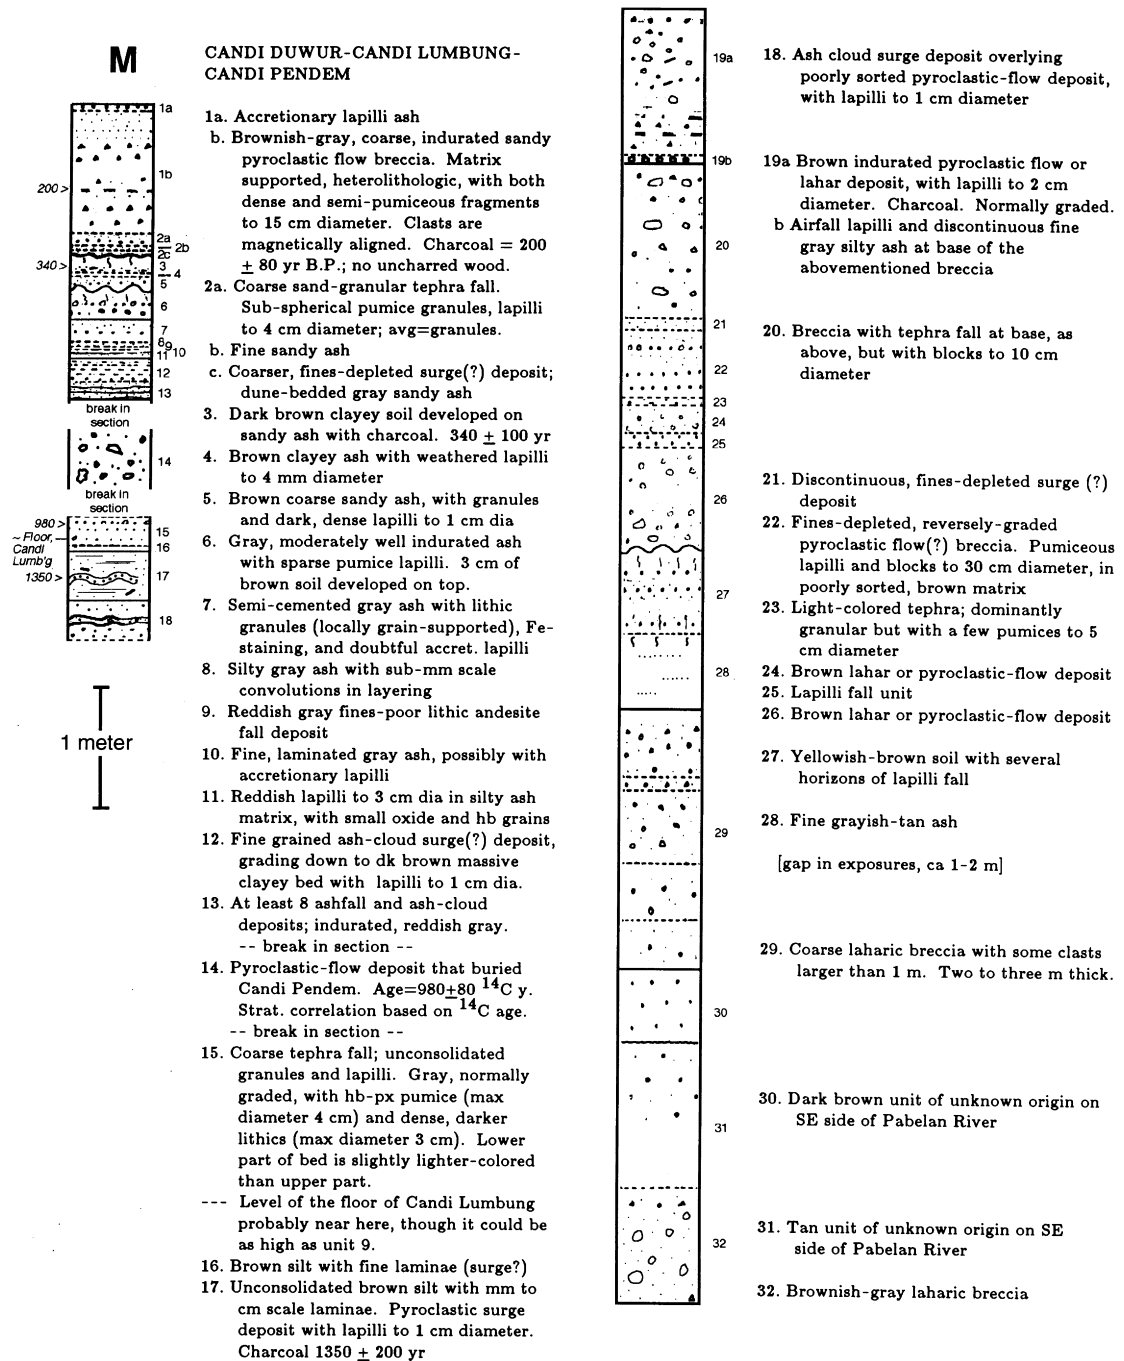 M
CANDI DUWUR-CANDI LUMBUNG-
CANDI PENDEM
1a
1b
200 >
2a
2b
2c
340 >
3
4
5
6
7
8
9
10
11
12
13
break in
section
14
break in
section
980 >
~ Floor,
Candi
Lumb'g
15
16
1350 >
17
18
1 meter
1a. Accretionary lapilli ash
b. Brownish-gray, coarse, indurated sandy
pyroclastic flow breccia. Matrix
supported, heterolithologic, with both
dense and semi-pumiceous fragments
to 15 cm diameter. Clasts are
magnetically aligned. Charcoal = 200
± 80 yr B.P.; no uncharred wood.
2a. Coarse sand-granular tephra fall.
Sub-spherical pumice granules, lapilli
to 4 cm diameter; avg=granules.
b. Fine sandy ash
c. Coarser, fines-depleted surge(?) deposit;
dune-bedded gray sandy ash
3. Dark brown clayey soil developed on
sandy ash with charcoal. 340 ± 100 yr
4. Brown clayey ash with weathered lapilli
to 4 mm diameter
5. Brown coarse sandy ash, with granules
and dark, dense lapilli to 1 cm dia
6. Gray, moderately well indurated ash
with sparse pumice lapilli. 3 cm of
brown soil developed on top.
7. Semi-cemented gray ash with lithic
granules (locally grain-supported), Fe-
staining, and doubtful accret. lapilli
8. Silty gray ash with sub-mm scale
convolutions in layering
9. Reddish gray fines-poor lithic andesite
fall deposit
10. Fine, laminated gray ash, possibly with
accretionary lapilli
11. Reddish lapilli to 3 cm dia in silty ash
matrix, with small oxide and hb grains
12. Fine grained ash-cloud surge(?) deposit,
grading down to dk brown massive
clayey bed with lapilli to 1 cm dia.
13. At least 8 ashfall and ash-cloud
deposits; indurated, reddish gray.
-- break in section --
14. Pyroclastic-flow deposit that buried
Candi Pendem. Age=980±80 ¹⁴C y.
Strat. correlation based on ¹⁴C age.
-- break in section --
15. Coarse tephra fall; unconsolidated
granules and lapilli. Gray, normally
graded, with hb-px pumice (max
diameter 4 cm) and dense, darker
lithics (max diameter 3 cm). Lower
part of bed is slightly lighter-colored
than upper part.
--- Level of the floor of Candi Lumbung
probably near here, though it could be
as high as unit 9.
16. Brown silt with fine laminae (surge?)
17. Unconsolidated brown silt with mm to
cm scale laminae. Pyroclastic surge
deposit with lapilli to 1 cm diameter.
Charcoal 1350 ± 200 yr
19a
19b
20
21
22
23
24
25
26
27
28
29
30
31
32
18. Ash cloud surge deposit overlying
poorly sorted pyroclastic-flow deposit,
with lapilli to 1 cm diameter
19a Brown indurated pyroclastic flow or
lahar deposit, with lapilli to 2 cm
diameter. Charcoal. Normally graded.
b Airfall lapilli and discontinuous fine
gray silty ash at base of the
abovementioned breccia
20. Breccia with tephra fall at base, as
above, but with blocks to 10 cm
diameter
21. Discontinuous, fines-depleted surge (?)
deposit
22. Fines-depleted, reversely-graded
pyroclastic flow(?) breccia. Pumiceous
lapilli and blocks to 30 cm diameter, in
poorly sorted, brown matrix
23. Light-colored tephra; dominantly
granular but with a few pumices to 5
cm diameter
24. Brown lahar or pyroclastic-flow deposit
25. Lapilli fall unit
26. Brown lahar or pyroclastic-flow deposit
27. Yellowish-brown soil with several
horizons of lapilli fall
28. Fine grayish-tan ash
[gap in exposures, ca 1-2 m]
29. Coarse laharic breccia with some clasts
larger than 1 m. Two to three m thick.
30. Dark brown unit of unknown origin on
SE side of Pabelan River
31. Tan unit of unknown origin on SE
side of Pabelan River
32. Brownish-gray laharic breccia